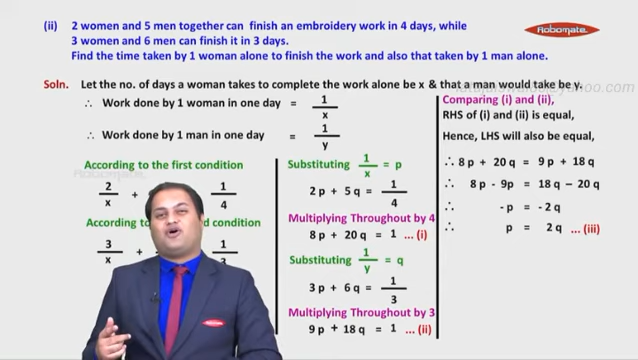 (ii) 2 women and 5 men together can finish an embroidery work in 4 days, while
3 women and 6 men can finish it in 3 days.
Find the time taken by 1 woman alone to finish the work and also that taken by 1 man alone.
Robomate
Soln. Let the no. of days a woman takes to complete the work alone be x & that a man would take be y.
∴ Work done by 1 woman in one day = 1/x
∴ Work done by 1 man in one day = 1/y
According to the first condition
2/x + 1/4
According to condition
3/x + 1/3
Substituting 1/x = p
2p + 5q = 1/4
Multiplying Throughout by 4
8p + 20q = 1 ...(i)
Substituting 1/y = q
3p + 6q = 1/3
Multiplying Throughout by 3
9p + 18q = 1 ...(ii)
Comparing (i) and (ii),
RHS of (i) and (ii) is equal,
Hence, LHS will also be equal,
∴ 8p + 20q = 9p + 18q
∴ 8p - 9p = 18q – 20q
∴ -p = -2q
∴ p = 2q ...(iii)